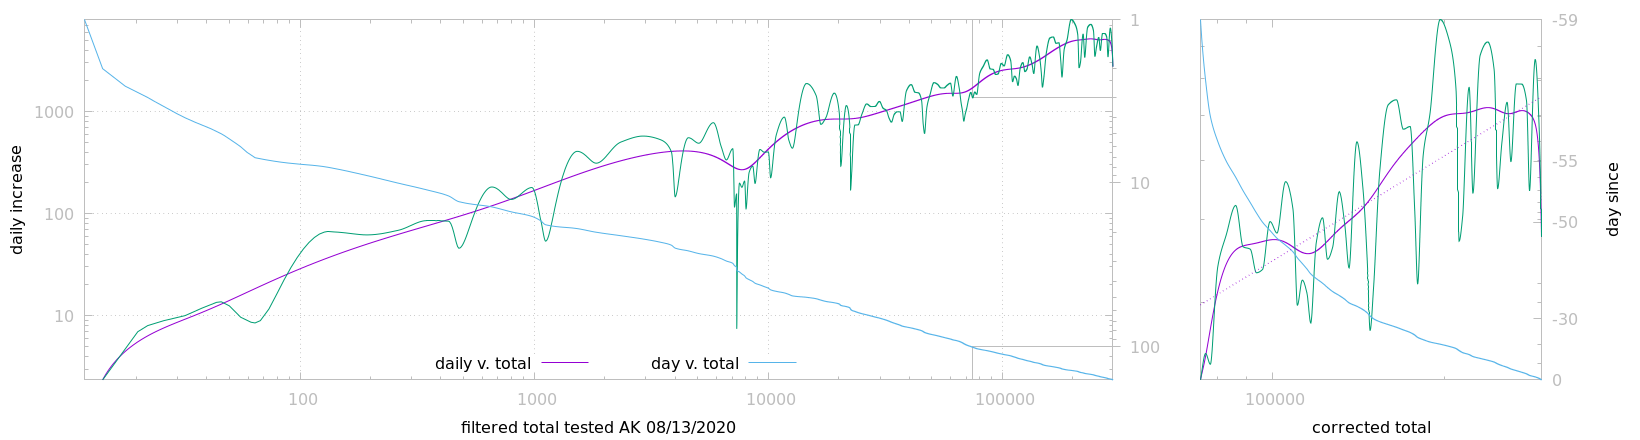 daily increase
1000
100
10
100
1000
10000
100000
1
10
100
daily v. total
day v. total
filtered total tested AK 08/13/2020
100000
-59
-55
-50
-30
0
day since
corrected total